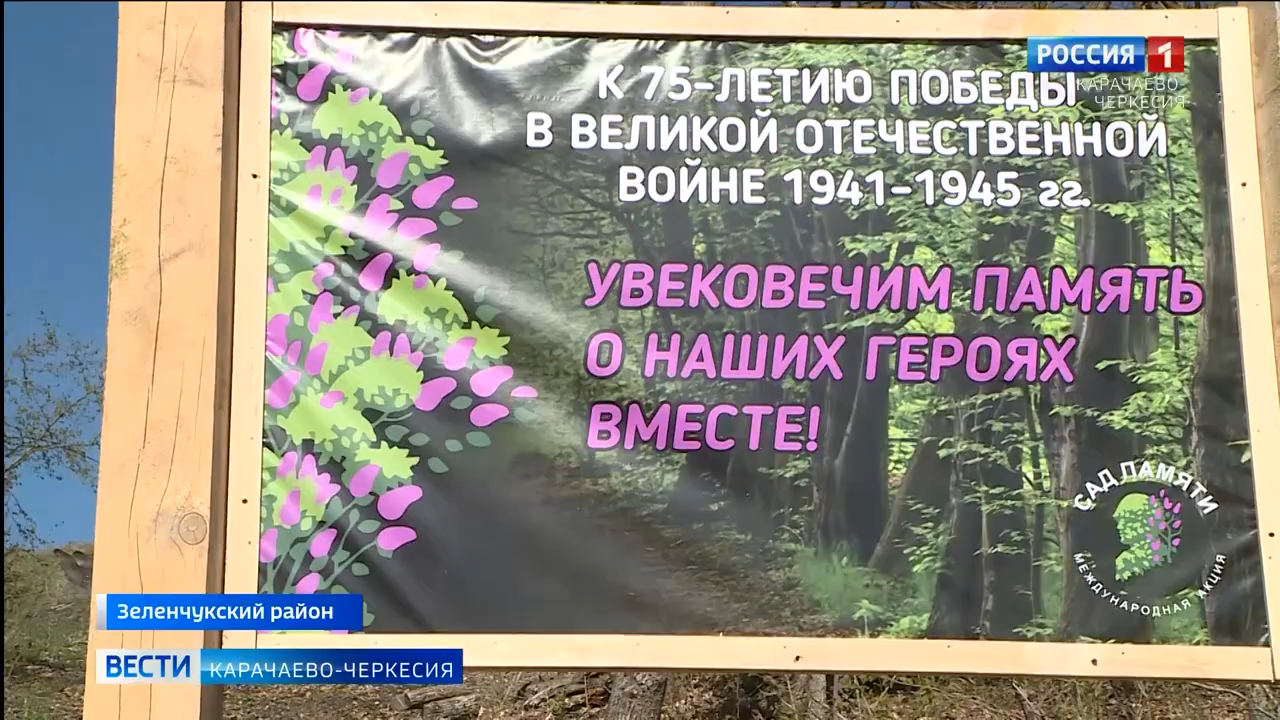 РОССИЯ 1
КАРАЧАЕВО
ЧЕРКЕСИЯ
К 75-ЛЕТИЮ ПОБЕДЫ
В ВЕЛИКОЙ ОТЕЧЕСТВЕННОЙ
ВОЙНЕ 1941-1945 гг.
УВЕКОВЕЧИМ ПАМЯТЬ
О НАШИХ ГЕРОЯХ
ВМЕСТЕ!
САД ПАМЯТИ
МЕЖДУНАРОДНАЯ АКЦИЯ
Зеленчукский район
ВЕСТИ КАРАЧАЕВО-ЧЕРКЕСИЯ